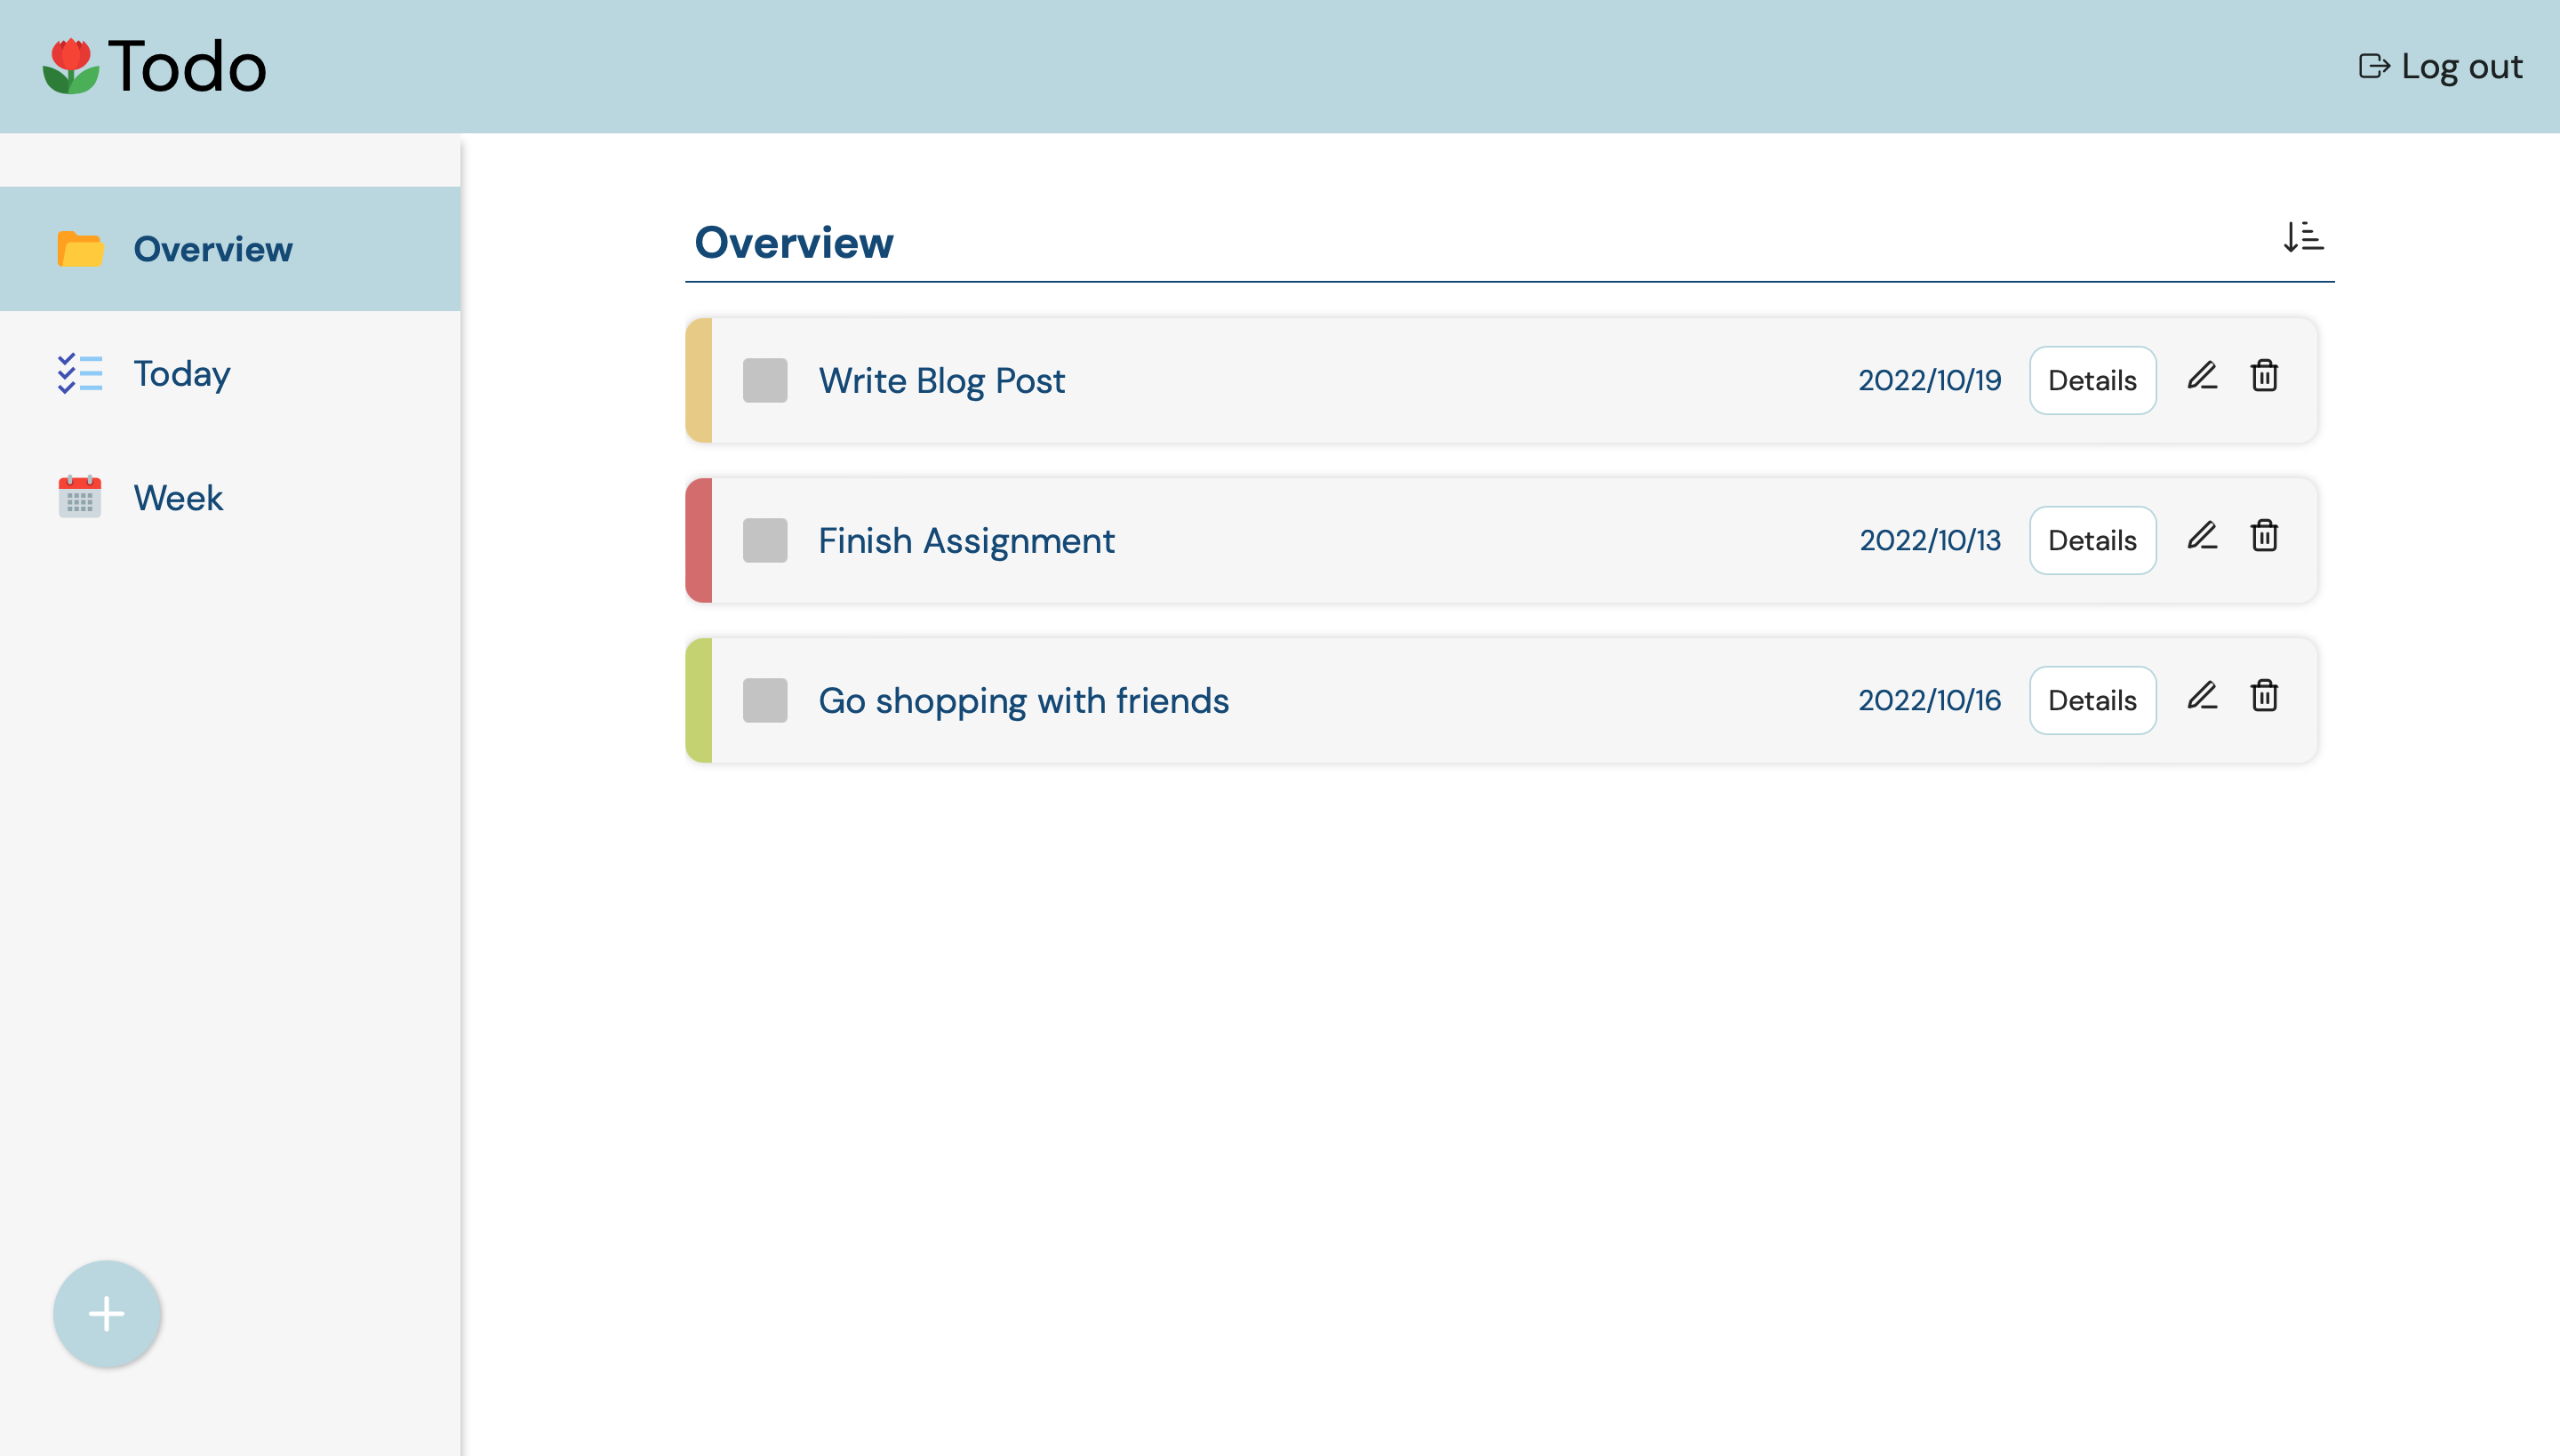 Todo
Log out
Overview
Today
Week
Overview
Write Blog Post 2022/10/19 Details
Finish Assignment 2022/10/13 Details
Go shopping with friends 2022/10/16 Details